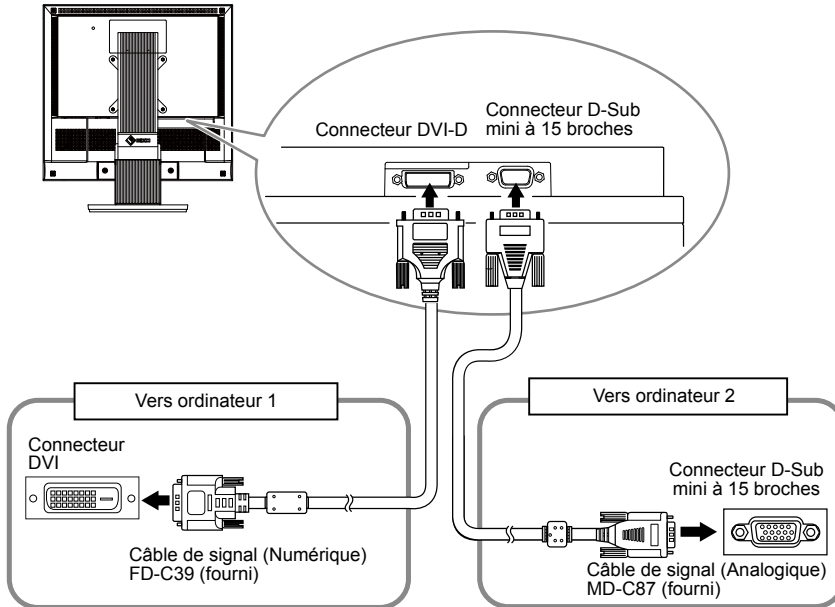 Connecteur D-Sub
mini à 15 broches
Connecteur DVI-D
Vers ordinateur 1
Connecteur
DVI
Câble de signal (Numérique)
FD-C39 (fourni)
Vers ordinateur 2
Connecteur D-Sub
mini à 15 broches
Câble de signal (Analogique)
MD-C87 (fourni)